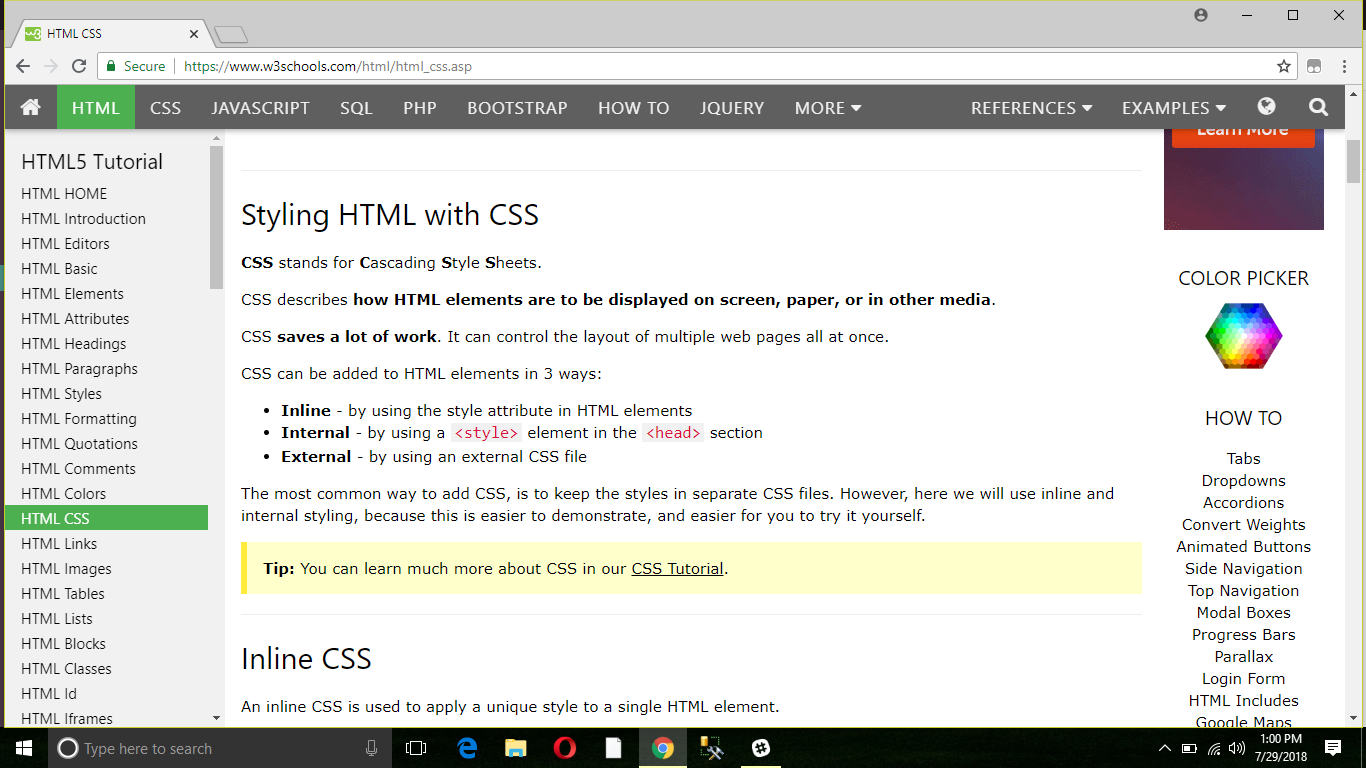 HTML CSS
Secure
https://www.w3schools.com/html/html_css.asp
HTML CSS JAVASCRIPT SQL PHP BOOTSTRAP HOW TO JQUERY MORE REFERENCES EXAMPLES
HTML5 Tutorial
HTML HOME
HTML Introduction
HTML Editors
HTML Basic
HTML Elements
HTML Attributes
HTML Headings
HTML Paragraphs
HTML Styles
HTML Formatting
HTML Quotations
HTML Comments
HTML Colors
HTML CSS
HTML Links
HTML Images
HTML Tables
HTML Lists
HTML Blocks
HTML Classes
HTML Id
HTML Iframes
Styling HTML with CSS
CSS stands for Cascading Style Sheets.
CSS describes how HTML elements are to be displayed on screen, paper, or in other media.
CSS saves a lot of work. It can control the layout of multiple web pages all at once.
CSS can be added to HTML elements in 3 ways:
• Inline - by using the style attribute in HTML elements
• Internal - by using a <style> element in the <head> section
• External - by using an external CSS file
The most common way to add CSS, is to keep the styles in separate CSS files. However, here we will use inline and
internal styling, because this is easier to demonstrate, and easier for you to try it yourself.
Tip: You can learn much more about CSS in our CSS Tutorial.
Inline CSS
An inline CSS is used to apply a unique style to a single HTML element.
Learn More
COLOR PICKER
HOW TO
Tabs
Dropdowns
Accordions
Convert Weights
Animated Buttons
Side Navigation
Top Navigation
Modal Boxes
Progress Bars
Parallax
Login Form
HTML Includes
Google Maps
Type here to search
1:00 PM
7/29/2018